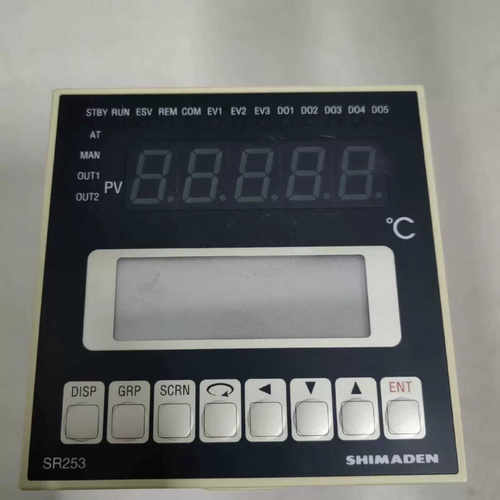 STBY RUN ESV REM COM EV1 EV2 EV3 DO1 DO2 DO3 DO4 DO5
AT
MAN
OUT1
OUT2
PV 88888
°C
DISP GRP SCRN ENT
SR253 SHIMADEN